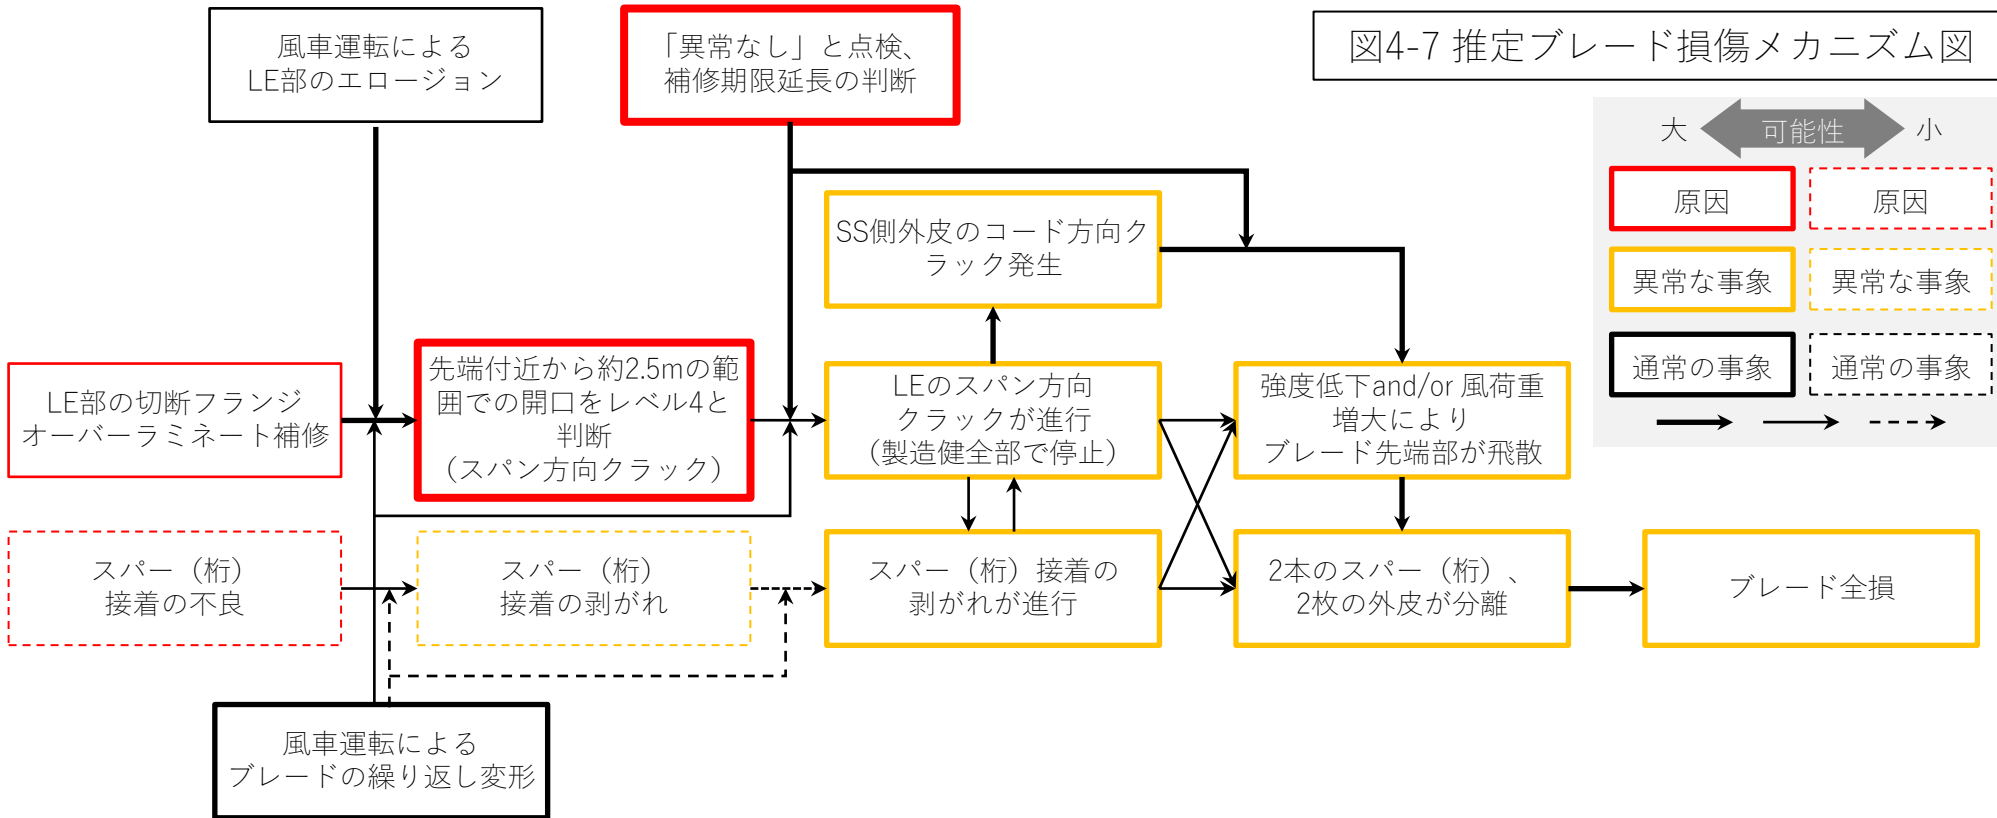 風車運転による
LE部のエロージョン
「異常なし」と点検、
補修期限延長の判断
図4-7 推定ブレード損傷メカニズム図
大
可能性
小
原因
原因
異常な事象
異常な事象
通常の事象
通常の事象
SS側外皮のコード方向ク
ラック発生
LE部の切断フランジ
オーバーラミネート補修
先端付近から約2.5mの範
囲での開口をレベル4と
判断
（スパン方向クラック）
LEのスパン方向
クラックが進行
（製造健全部で停止）
強度低下and/or 風荷重
増大により
ブレード先端部が飛散
スパー（桁）
接着の不良
スパー（桁）
接着の剥がれ
スパー（桁）接着の
剥がれが進行
2本のスパー（桁）、
2枚の外皮が分離
ブレード全損
風車運転による
ブレードの繰り返し変形